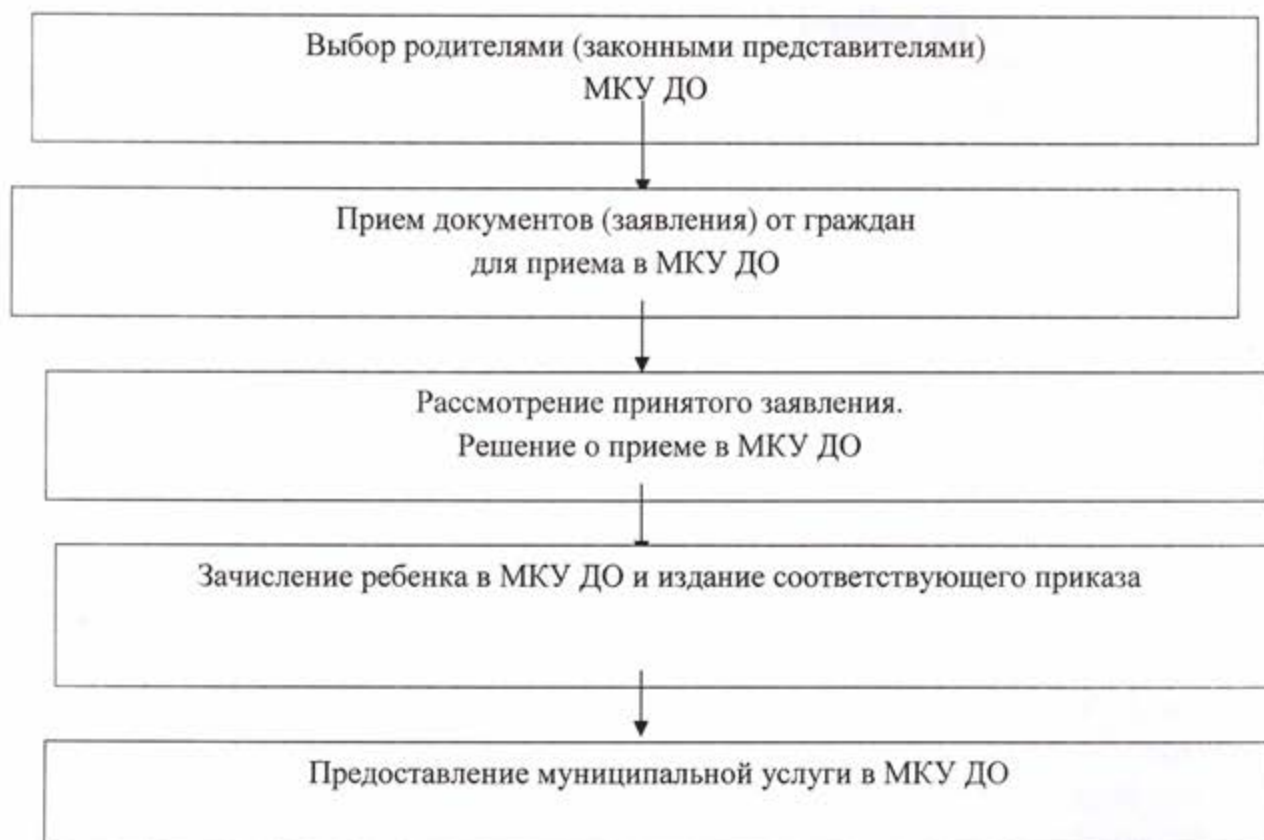 Выбор родителями (законными представителями)
МКУ ДО
Прием документов (заявления) от граждан
для приема в МКУ ДО
Рассмотрение принятого заявления.
Решение о приеме в МКУ ДО
Зачисление ребенка в МКУ ДО и издание соответствующего приказа
Предоставление муниципальной услуги в МКУ ДО